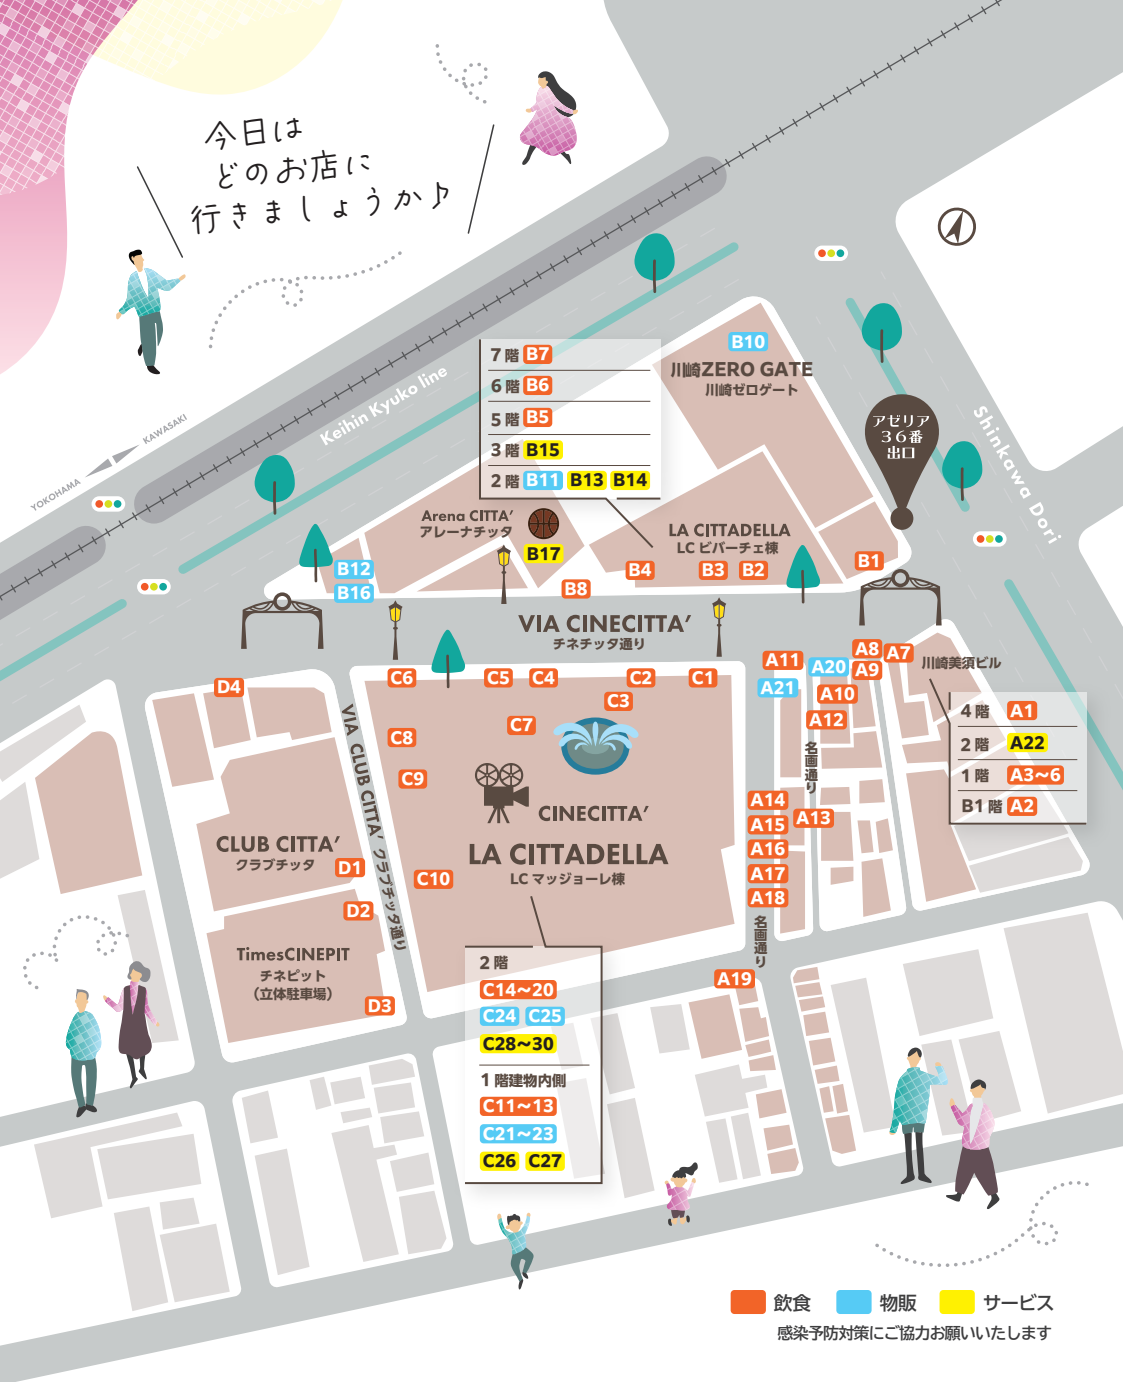 今日は
どのお店に
行きましょうか♪
Keihin Kyuko line
KAWASAKI
YOKOHAMA
B10
川崎ZERO GATE
川崎ゼロゲート
7階 B7
6階 B6
5階 B5
3階 B15
2階 B11 B13 B14
アゼリア
36番
出口
Shinkawa Dori
Arena CITTA'
アレーナチッタ
B17
LA CITTADELLA
LC ビバーチェ棟
B12
B16
B8
B4
B3
B2
B1
VIA CINECITTA'
チネチッタ通り
A11
A20
A8
A9
A7
川崎美須ビル
A21
A10
A12
4階 A1
2階 A22
1階 A3~6
B1階 A2
D4
C6
C5
C4
C2
C1
C3
C7
C8
C9
VIA CLUB CITTA' クラブチッタ通り
名画通り
CINECITTA'
A14
A15
A13
A16
A17
A18
CLUB CITTA'
クラブチッタ
D1
D2
LA CITTADELLA
LC マッジョーレ棟
C10
名画通り
TimesCINEPIT
チネピット
（立体駐車場）
D3
A19
2階
C14~20
C24 C25
C28~30
1階建物内側
C11~13
C21~23
C26 C27
飲食 物販 サービス
感染予防対策にご協力お願いいたします